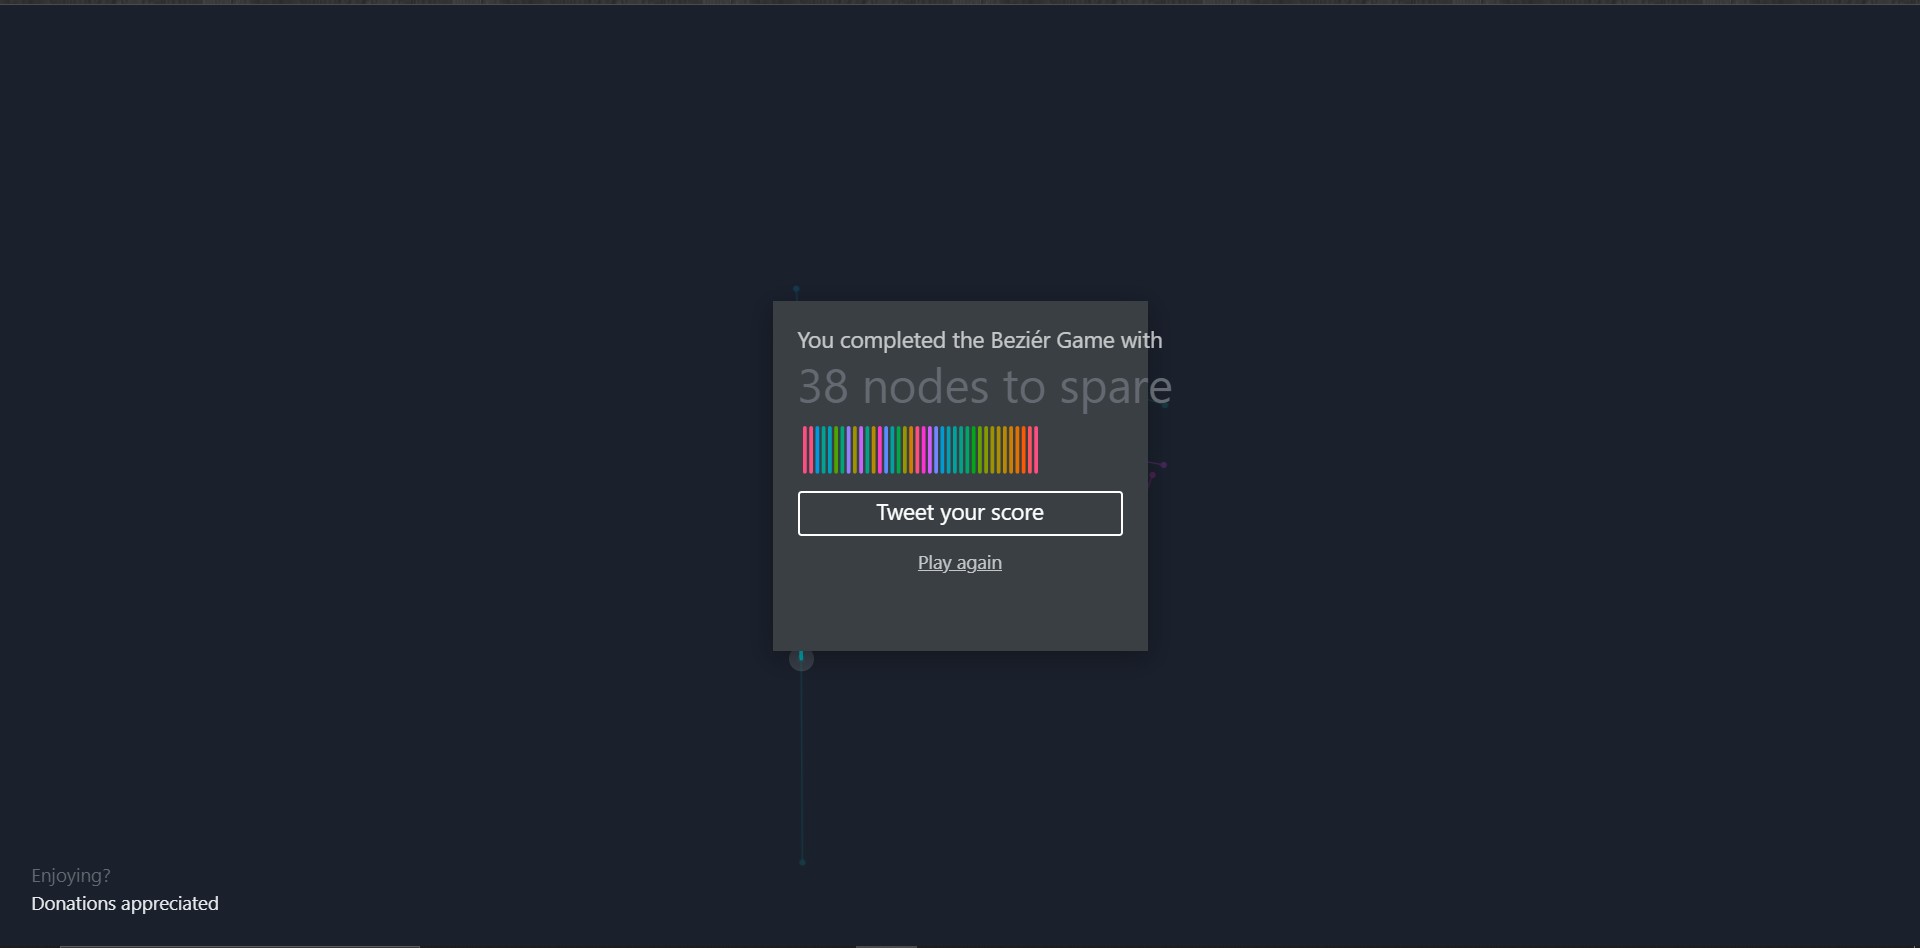 You completed the Beziér Game with
38 nodes to spare
Tweet your score
Play again
Enjoying?
Donations appreciated